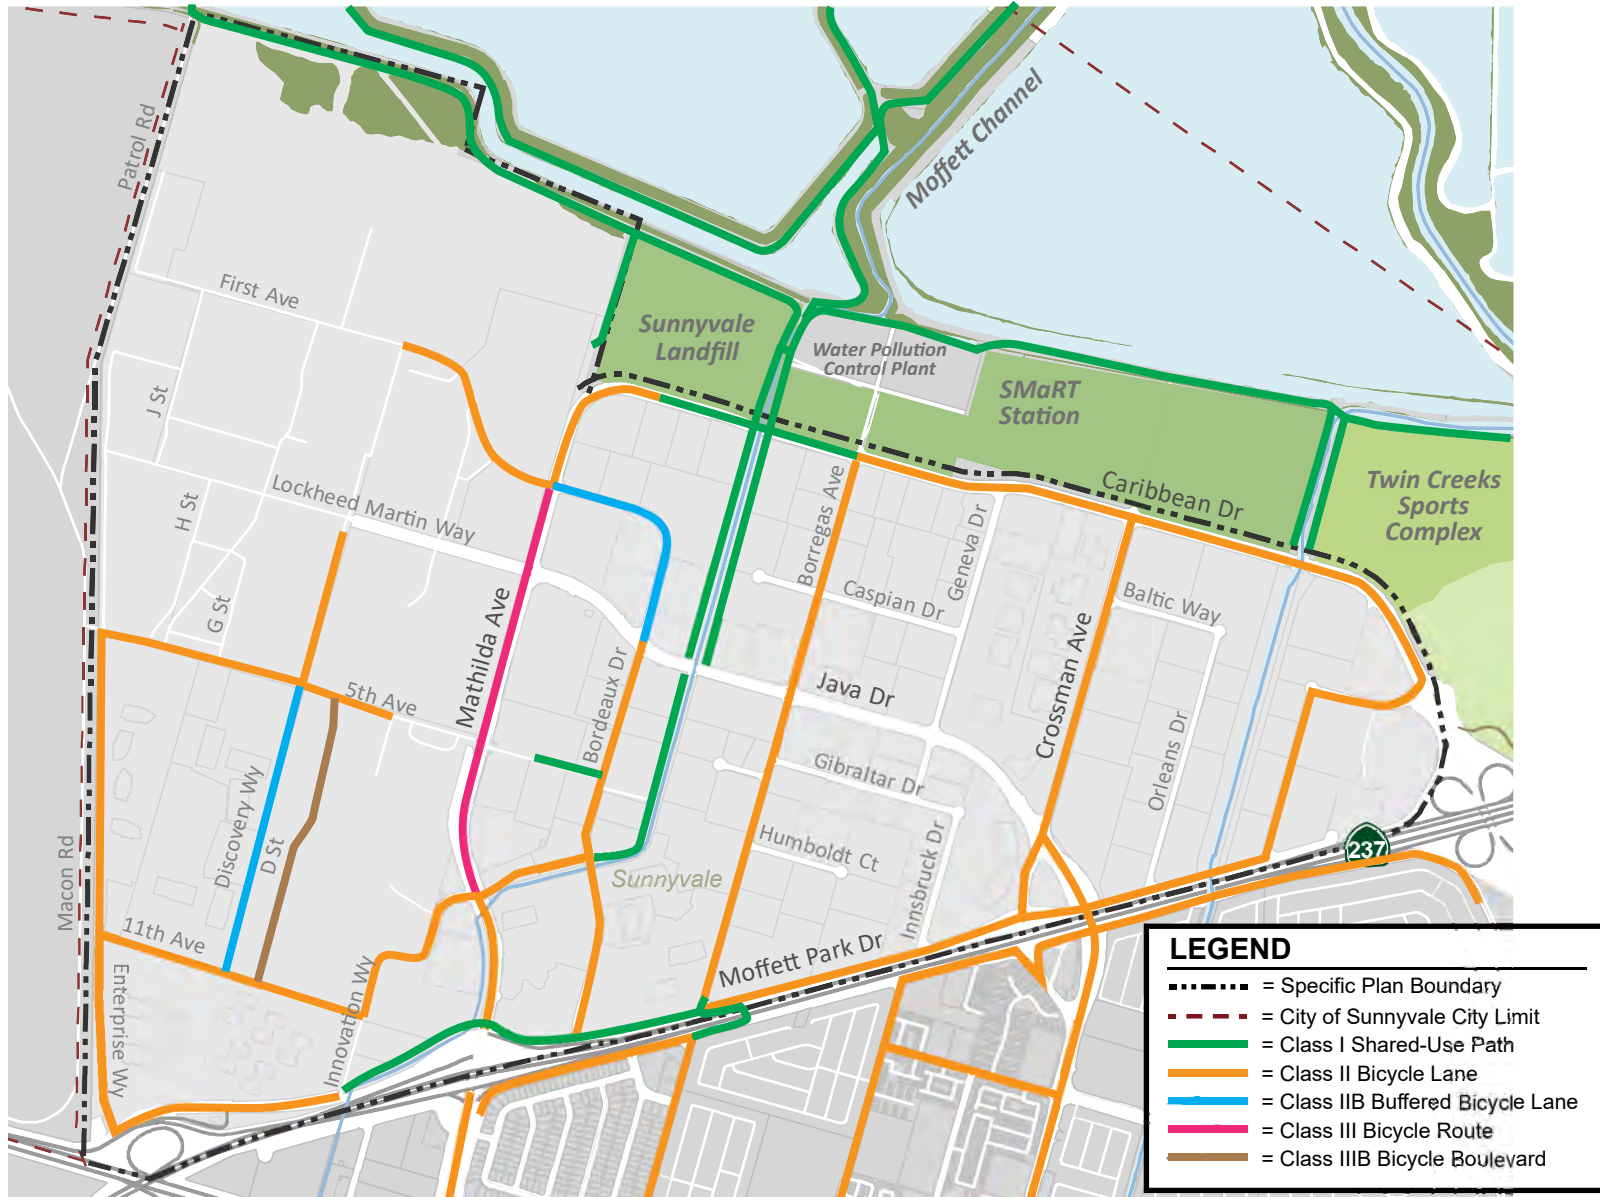 Patrol Rd
Moffett Channel
First Ave
Sunnyvale
Landfill
Water Pollution
Control Plant
SMaRT
Station
J St
Lockheed Martin Way
H St
G St
Borregas Ave
Geneva Dr
Caribbean Dr
Twin Creeks
Sports
Complex
Caspian Dr
Baltic Way
Mathilda Ave
5th Ave
Bordeaux Dr
Java Dr
Crossman Ave
Orleans Dr
Gibraltar Dr
Discovery Wy
D St
Macon Rd
Humboldt Ct
Innsbruck Dr
237
Sunnyvale
11th Ave
Enterprise Wy
Innovation Wy
Moffett Park Dr
LEGEND
= Specific Plan Boundary
= City of Sunnyvale City Limit
= Class I Shared-Use Path
= Class II Bicycle Lane
= Class IIB Buffered Bicycle Lane
= Class III Bicycle Route
= Class IIIB Bicycle Boulevard